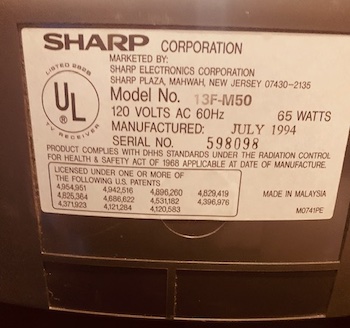 SHARP CORPORATION
MARKETED BY:
SHARP ELECTRONICS CORPORATION
SHARP PLAZA, MAHWAH, NEW JERSEY 07430-2135
LISTED 200B
UL
®
TV RECEIVER
Model No. 13F-M50
120 VOLTS AC 60Hz 65 WATTS
MANUFACTURED: JULY 1994
SERIAL NO. 598098
PRODUCT COMPLIES WITH DHHS STANDARDS UNDER THE RADIATION CONTROL
FOR HEALTH & SAFETY ACT OF 1968 APPLICABLE AT DATE OF MANUFACTURE
LICENSED UNDER ONE OR MORE OF
THE FOLLOWING U.S. PATENTS
4,954,951 4,942,516 4,896,260 4,829,419
4,825,364 4,686,622 4,531,182 4,396,976
4,371,923 4,121,284 4,120,583
MADE IN MALAYSIA
M0741PE